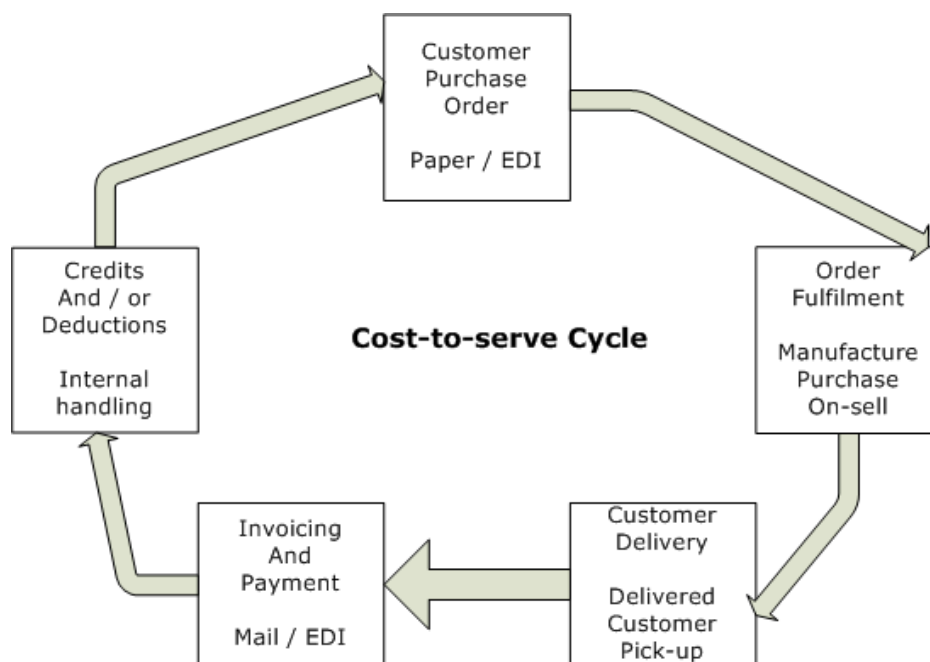 Customer
Purchase
Order
Paper / EDI
Credits
And / or
Deductions
Internal
handling
Cost-to-serve Cycle
Order
Fulfilment
Manufacture
Purchase
On-sell
Invoicing
And
Payment
Mail / EDI
Customer
Delivery
Delivered
Customer
Pick-up